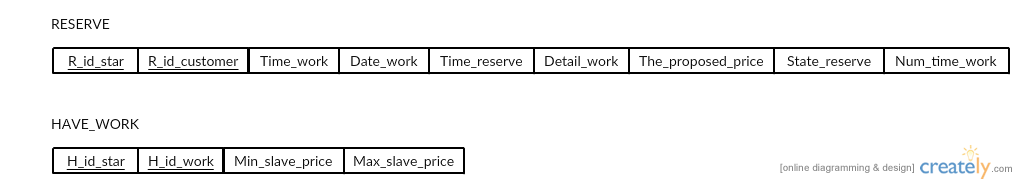 RESERVE
R_id_star R_id_customer Time_work Date_work Time_reserve Detail_work The_proposed_price State_reserve Num_time_work
HAVE_WORK
H_id_star H_id_work Min_slave_price Max_slave_price
[online diagramming & design] creately.com